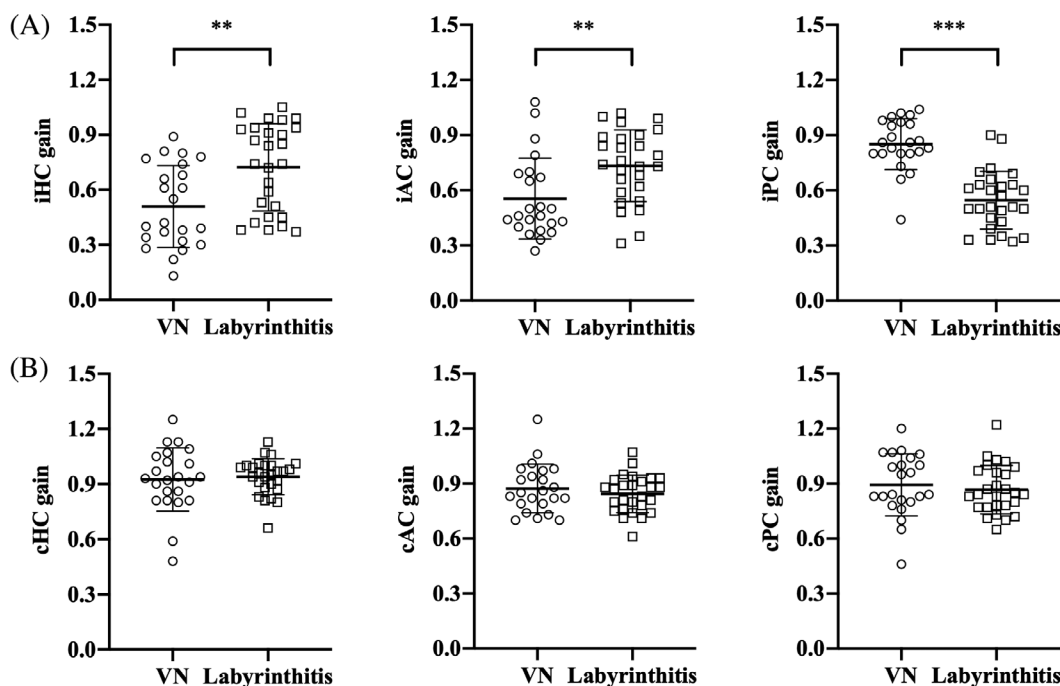 (A)
** ** ***
1.5 1.5 1.5
1.2 1.2 1.2
0.9 0.9 0.9
0.6 0.6 0.6
0.3 0.3 0.3
0.0 0.0 0.0
iHC gain iAC gain iPC gain
VN Labyrinthitis VN Labyrinthitis VN Labyrinthitis
(B)
1.5 1.5 1.5
1.2 1.2 1.2
0.9 0.9 0.9
0.6 0.6 0.6
0.3 0.3 0.3
0.0 0.0 0.0
cHC gain cAC gain cPC gain
VN Labyrinthitis VN Labyrinthitis VN Labyrinthitis